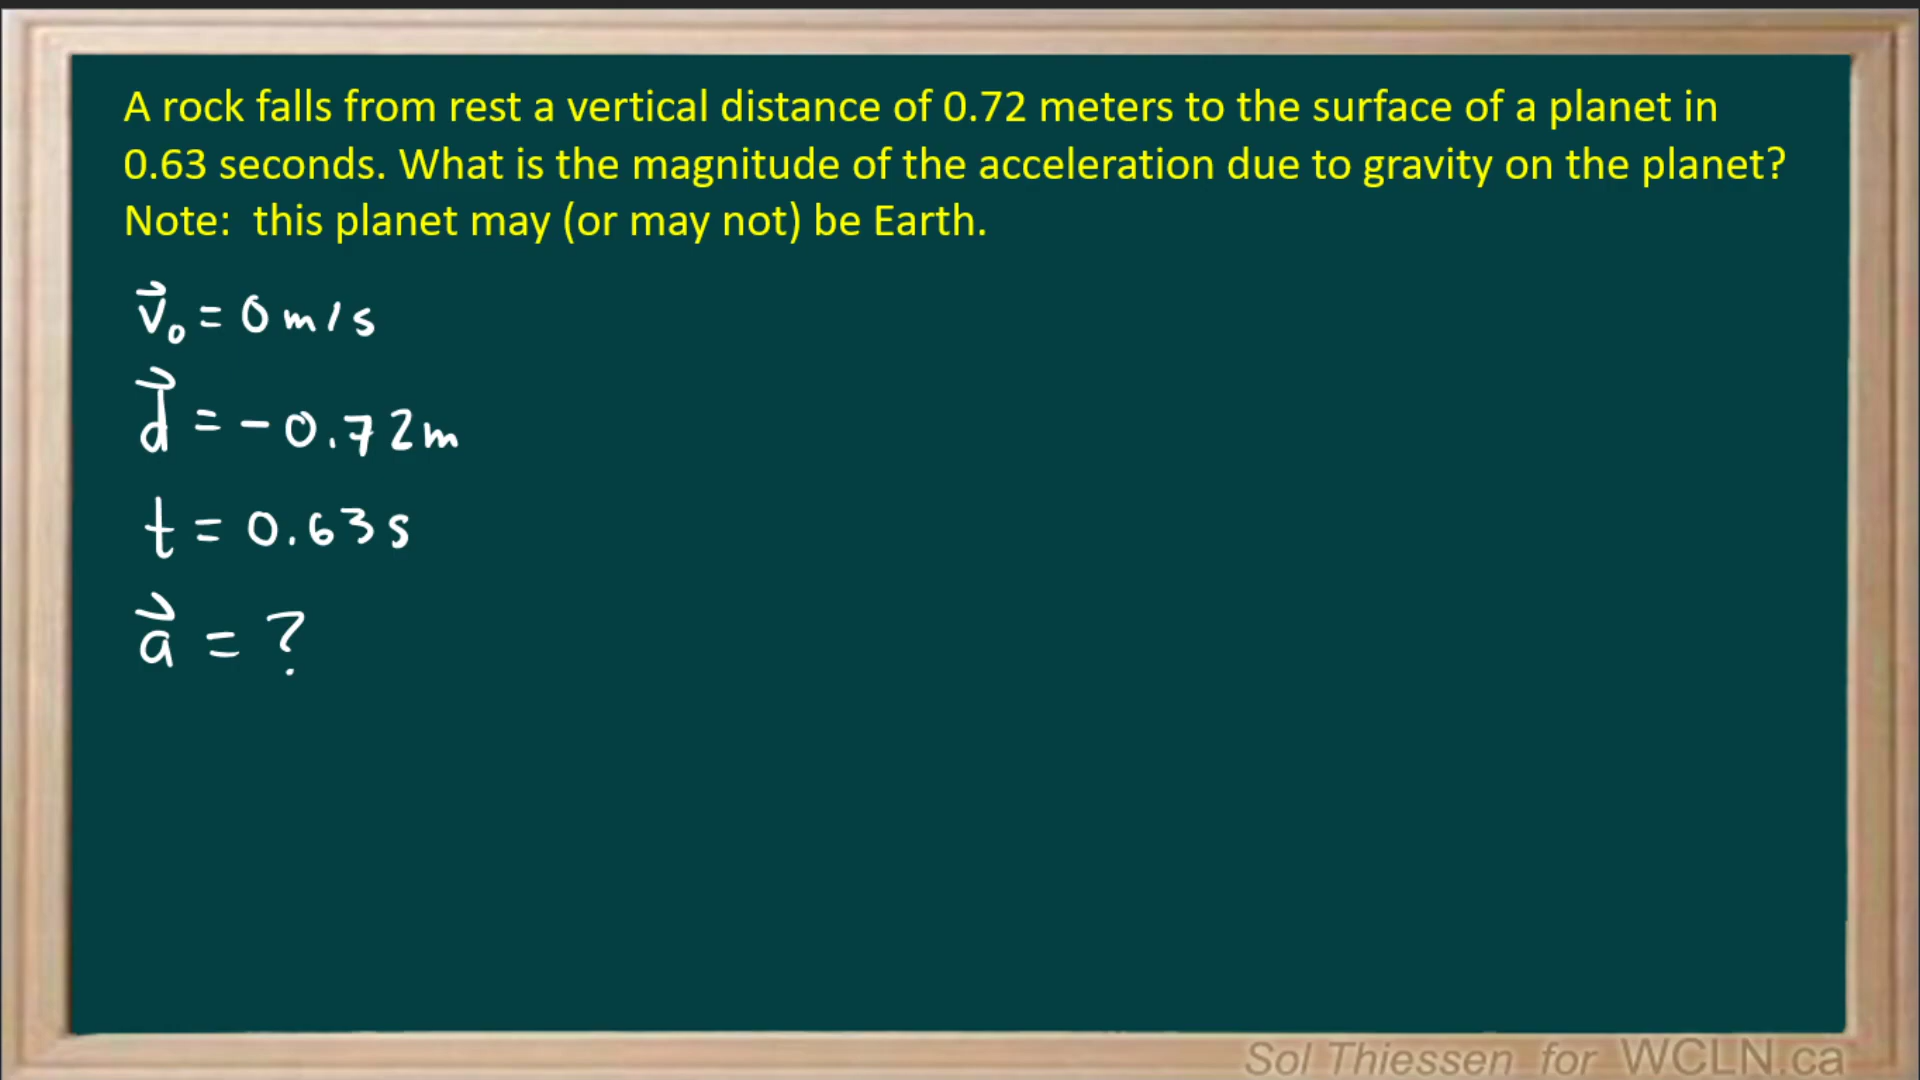 A rock falls from rest a vertical distance of 0.72 meters to the surface of a planet in
0.63 seconds. What is the magnitude of the acceleration due to gravity on the planet?
Note:  this planet may (or may not) be Earth.
v⃗₀ = 0 m/s
d⃗ = -0.72m
t = 0.63 s
a⃗ = ?
Sol Thiessen for WCLN.ca